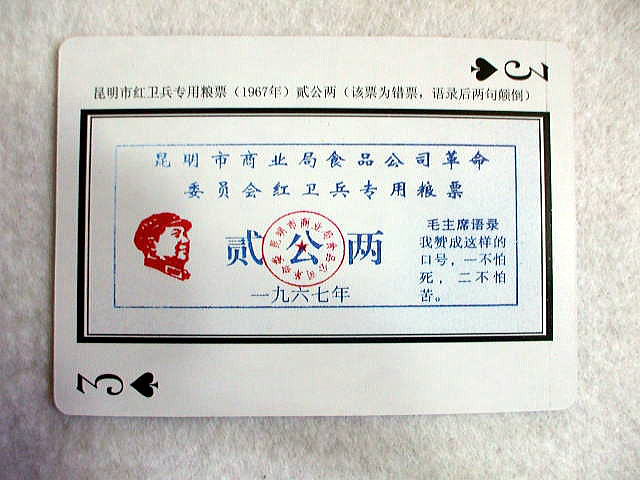 3
昆明市红卫兵专用粮票（1967年）贰公两（该票为错票，语录后两句颠倒）
昆明市商业局食品公司革命
委员会红卫兵专用粮票
贰公两
一九六七年
毛主席语录
我赞成这样的
口号，一不怕
死，二不怕
苦。
3